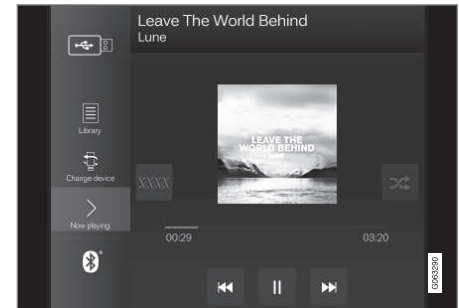 Leave The World Behind
Lune
Library
Change device
Now playing
LEAVE THE
WORLD BEHIND
LUNE
XXXX
00:29
03:20
G063290